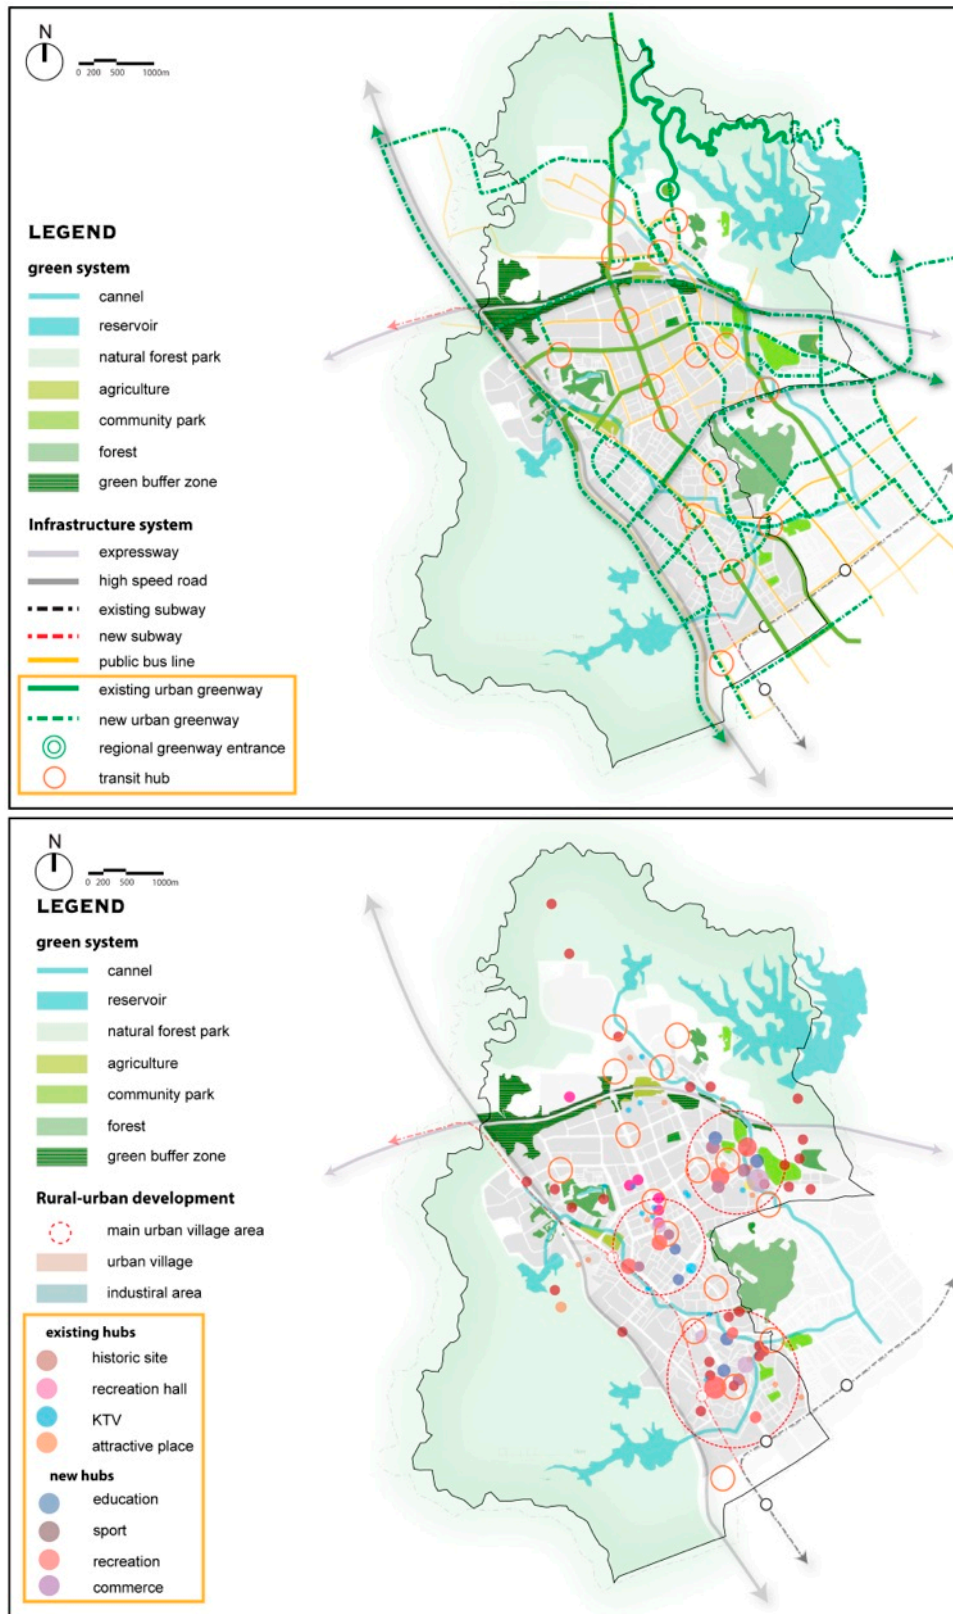 N
0 200 500 1000m
LEGEND
green system
cannel
reservoir
natural forest park
agriculture
community park
forest
green buffer zone
Infrastructure system
expressway
high speed road
existing subway
new subway
public bus line
existing urban greenway
new urban greenway
regional greenway entrance
transit hub
N
0 200 500 1000m
LEGEND
green system
cannel
reservoir
natural forest park
agriculture
community park
forest
green buffer zone
Rural-urban development
main urban village area
urban village
industiral area
existing hubs
historic site
recreation hall
KTV
attractive place
new hubs
education
sport
recreation
commerce